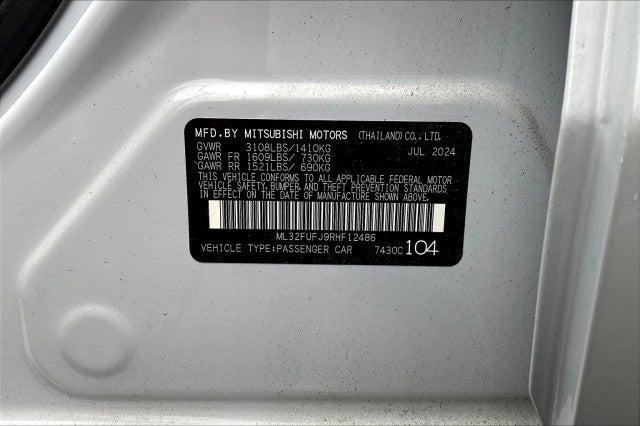 MFD.BY MITSUBISHI MOTORS (THAILAND)CO.,LTD.
GVWR 3108LBS/1410KG JUL 2024
GAWR FR 1609LBS/ 730KG
GAWR RR 1521LBS/ 690KG
THIS VEHICLE CONFORMS TO ALL APPLICABLE FEDERAL MOTOR
VEHICLE SAFETY, BUMPER, AND THEFT PREVENTION STANDARDS
IN EFFECT ON THE DATE OF MANUFACTURE SHOWN ABOVE.
ML32FUFJ9RHF12486
VEHICLE TYPE:PASSENGER CAR 7430C 104